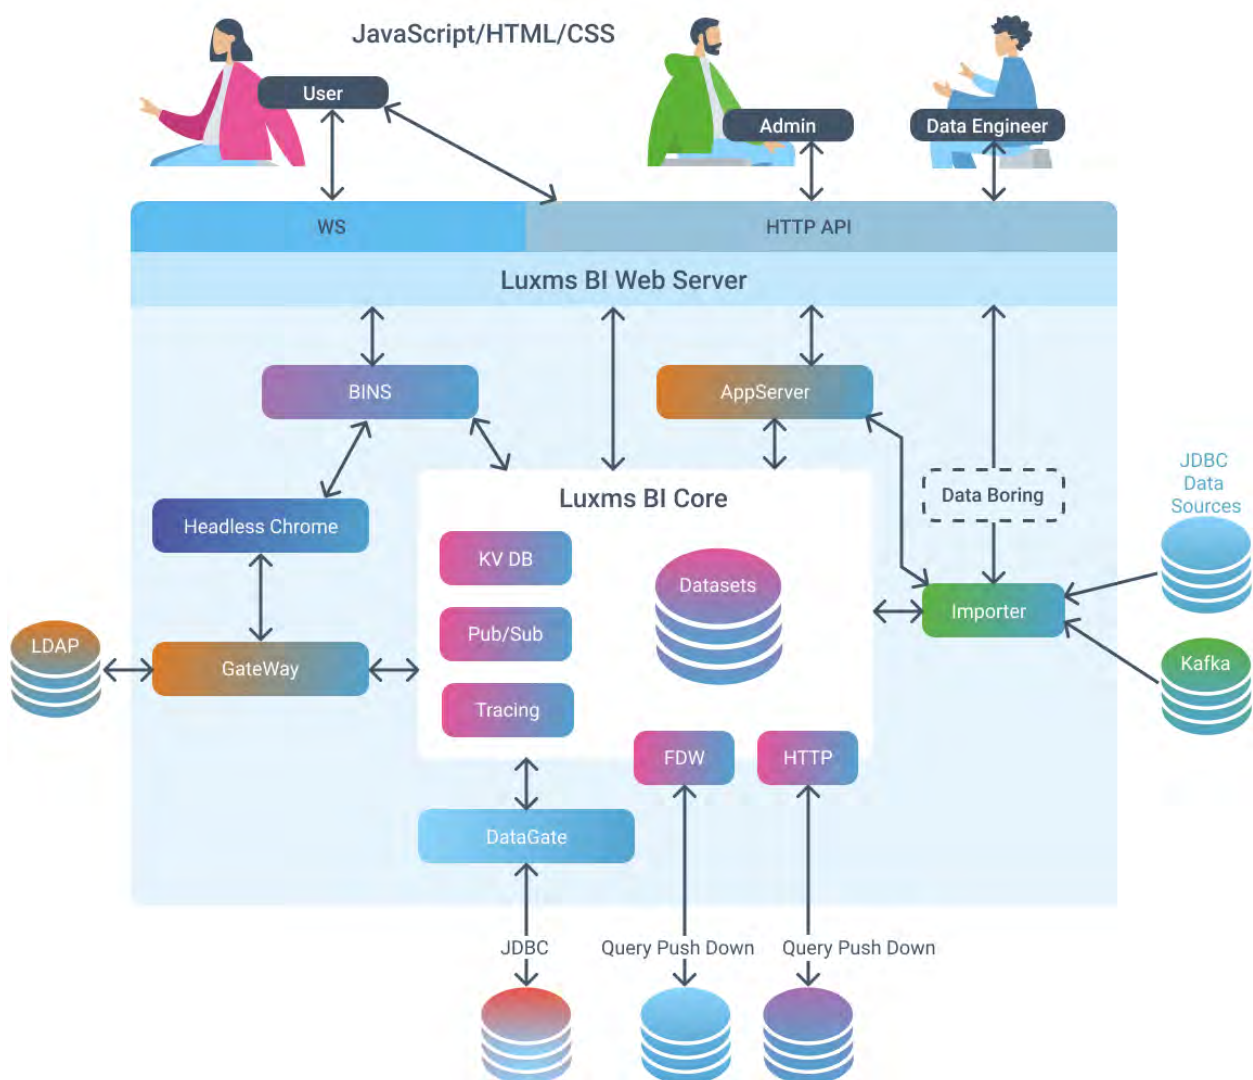 JavaScript/HTML/CSS
User
Admin
Data Engineer
WS
HTTP API
Luxms BI Web Server
BINS
AppServer
JDBC
Data
Sources
Data Boring
Luxms BI Core
Headless Chrome
KV DB
Datasets
Importer
Pub/Sub
LDAP
GateWay
Kafka
Tracing
FDW
HTTP
DataGate
JDBC
Query Push Down
Query Push Down